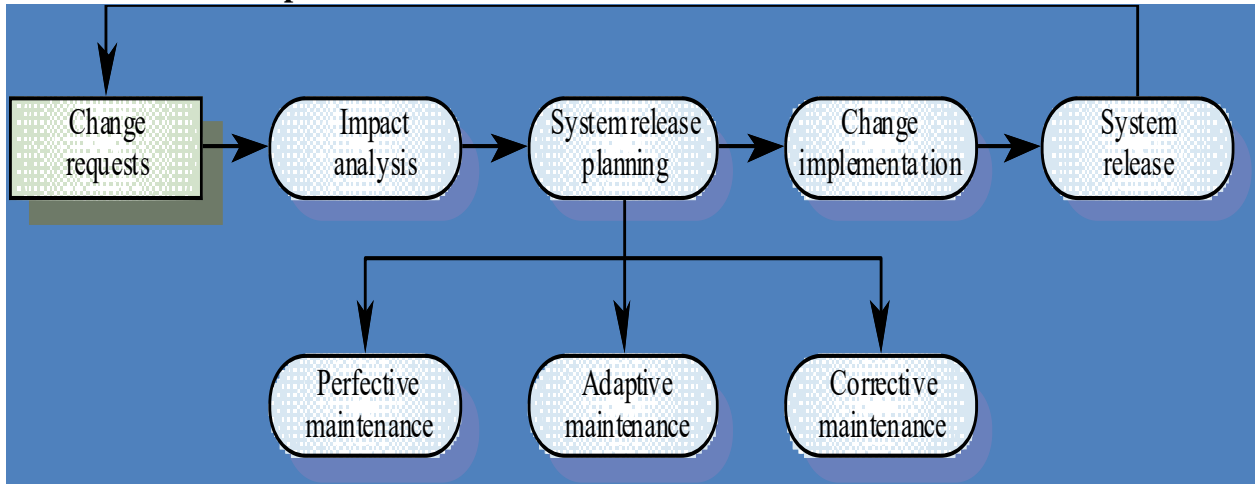 Change
requests
Impact
analysis
System release
planning
Change
implementation
System
release
Perfective
maintenance
Adaptive
maintenance
Corrective
maintenance